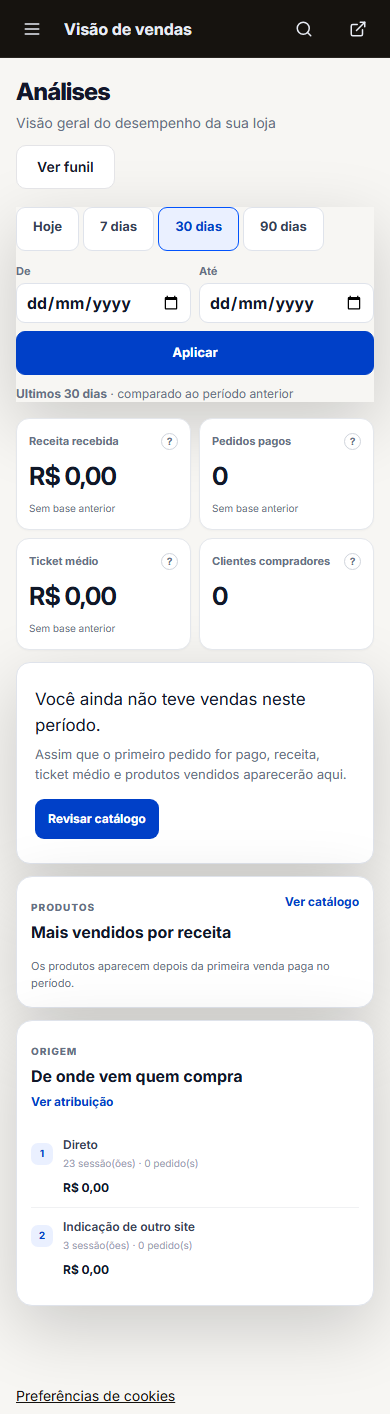 Visão de vendas
Análises
Visão geral do desempenho da sua loja
Ver funil
Hoje
7 dias
30 dias
90 dias
De
Até
dd/mm/yyyy
dd/mm/yyyy
Aplicar
Ultimos 30 dias · comparado ao período anterior
Receita recebida ?
R$ 0,00
Sem base anterior
Pedidos pagos ?
0
Sem base anterior
Ticket médio ?
R$ 0,00
Sem base anterior
Clientes compradores ?
0
Você ainda não teve vendas neste
período.
Assim que o primeiro pedido for pago, receita,
ticket médio e produtos vendidos aparecerão aqui.
Revisar catálogo
PRODUTOS
Ver catálogo
Mais vendidos por receita
Os produtos aparecem depois da primeira venda paga no
período.
ORIGEM
De onde vem quem compra
Ver atribuição
1
Direto
23 sessão(ões) · 0 pedido(s)
R$ 0,00
2
Indicação de outro site
3 sessão(ões) · 0 pedido(s)
R$ 0,00
Preferências de cookies